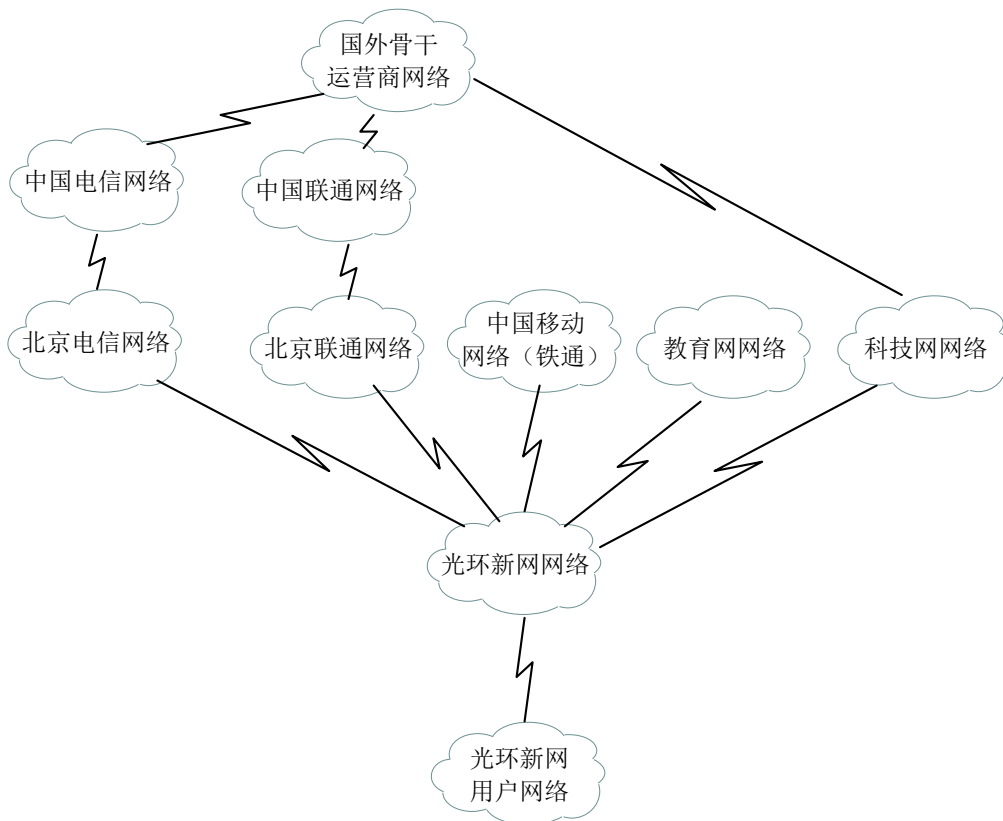 国外骨干
运营商网络
中国电信网络
中国联通网络
北京电信网络
北京联通网络
中国移动
网络（铁通）
教育网网络
科技网网络
光环新网网络
光环新网
用户网络